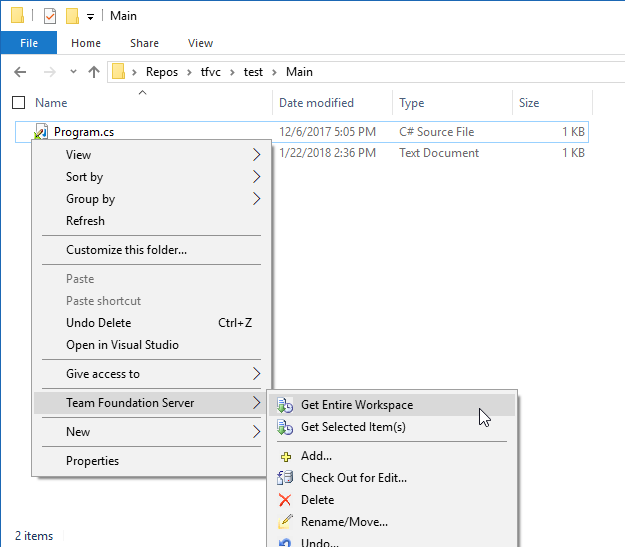 Main
File Home Share View
Repos tfvc test Main
Name Date modified Type Size
Program.cs 12/6/2017 5:05 PM C# Source File 1 KB
1/22/2018 2:36 PM Text Document 1 KB
View
Sort by
Group by
Refresh
Customize this folder...
Paste
Paste shortcut
Undo Delete Ctrl+Z
Open in Visual Studio
Give access to
Team Foundation Server
New
Properties
Get Entire Workspace
Get Selected Item(s)
Add...
Check Out for Edit...
Delete
Rename/Move...
Undo...
2 items